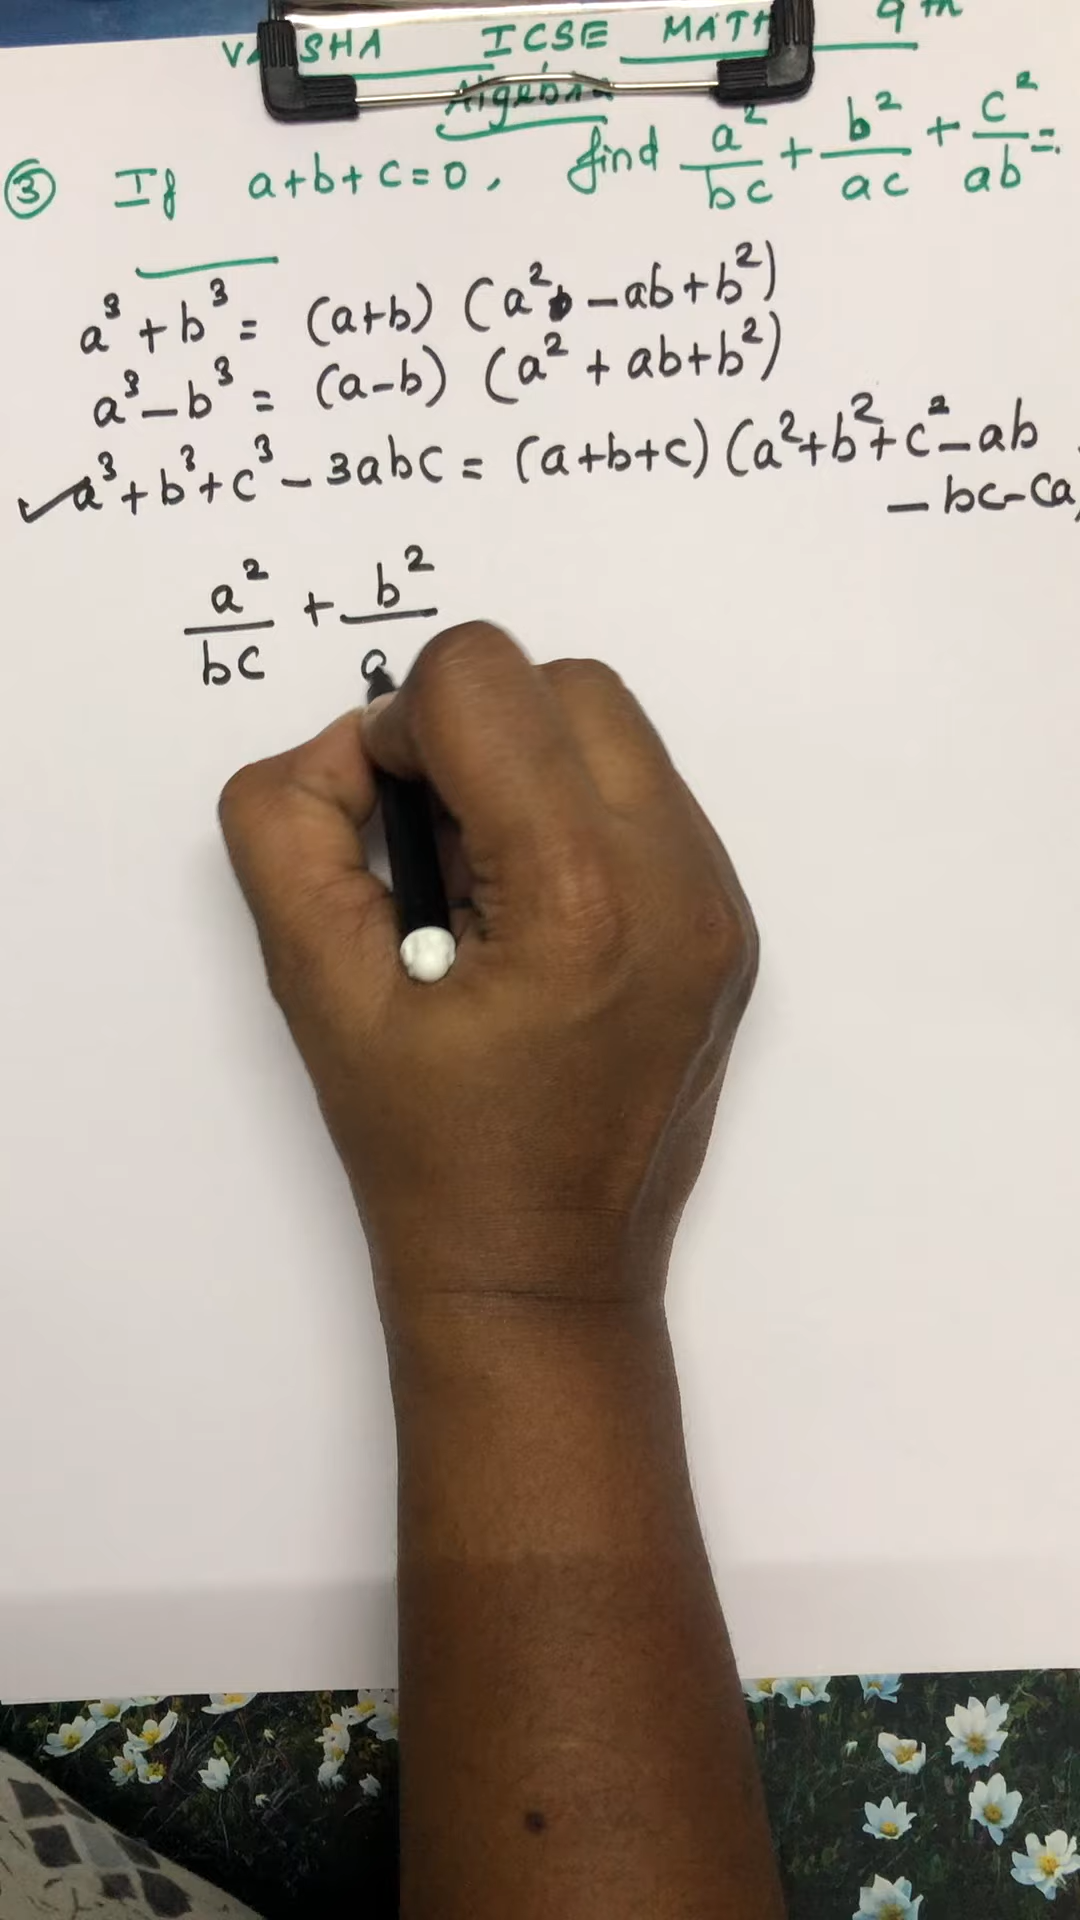 ICSE MATH 9th
Algebra
③ If a+b+c=0, find a²/bc + b²/ac + c²/ab =
a³+b³ = (a+b) (a² -ab+b²)
a³-b³ = (a-b) (a² + ab+b²)
✓a³+b³+c³-3abc = (a+b+c) (a²+b²+c²-ab
-bc-ca
a²/bc + b²/a